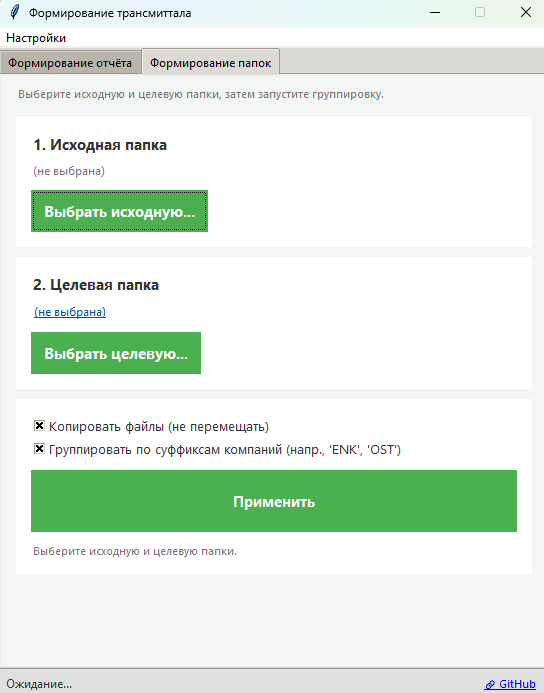 Формирование трансмиттала
Настройки
Формирование отчёта
Формирование папок
Выберите исходную и целевую папки, затем запустите группировку.
1. Исходная папка
(не выбрана)
Выбрать исходную...
2. Целевая папка
(не выбрана)
Выбрать целевую...
Копировать файлы (не перемещать)
Группировать по суффиксам компаний (напр., 'ENK', 'OST')
Применить
Выберите исходную и целевую папки.
Ожидание...
GitHub